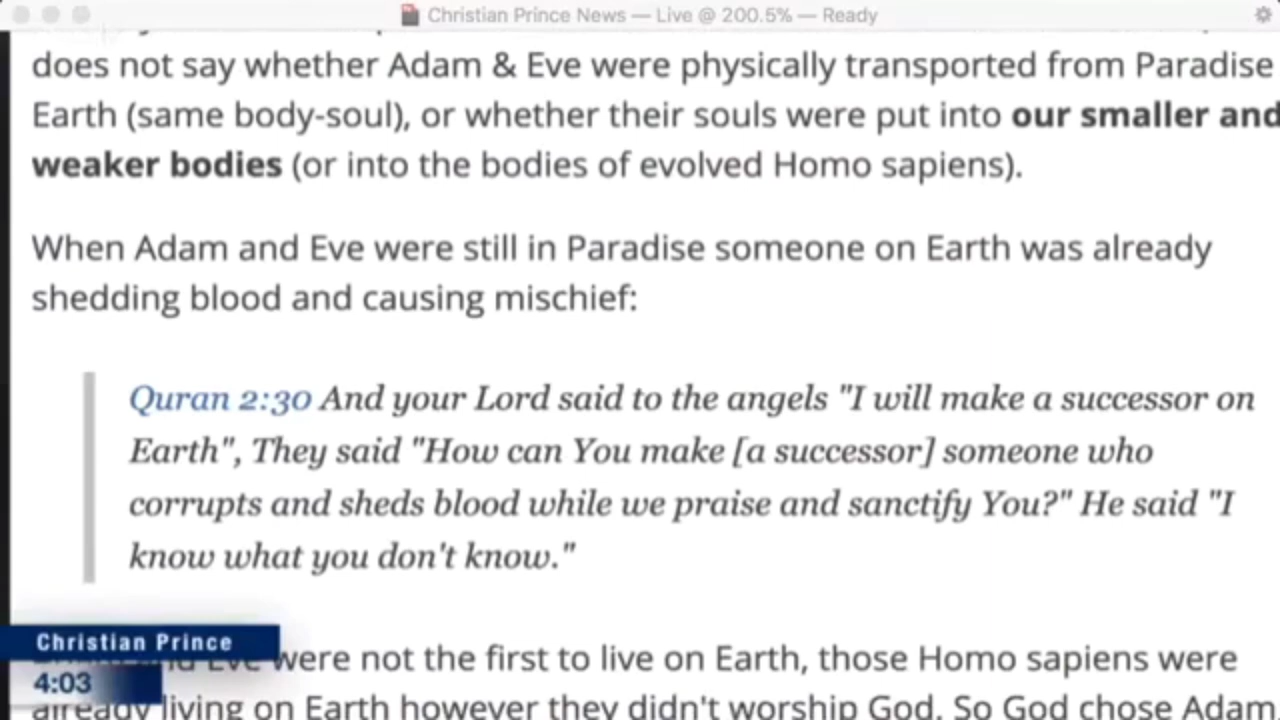 Christian Prince News — Live @ 200.5% — Ready
does not say whether Adam & Eve were physically transported from Paradise
Earth (same body-soul), or whether their souls were put into our smaller and
weaker bodies (or into the bodies of evolved Homo sapiens).
When Adam and Eve were still in Paradise someone on Earth was already
shedding blood and causing mischief:
Quran 2:30 And your Lord said to the angels "I will make a successor on
Earth", They said "How can You make [a successor] someone who
corrupts and sheds blood while we praise and sanctify You?" He said "I
know what you don't know."
Christian Prince
Eve were not the first to live on Earth, those Homo sapiens were
4:03
already living on Earth however they didn't worship God. So God chose Adam